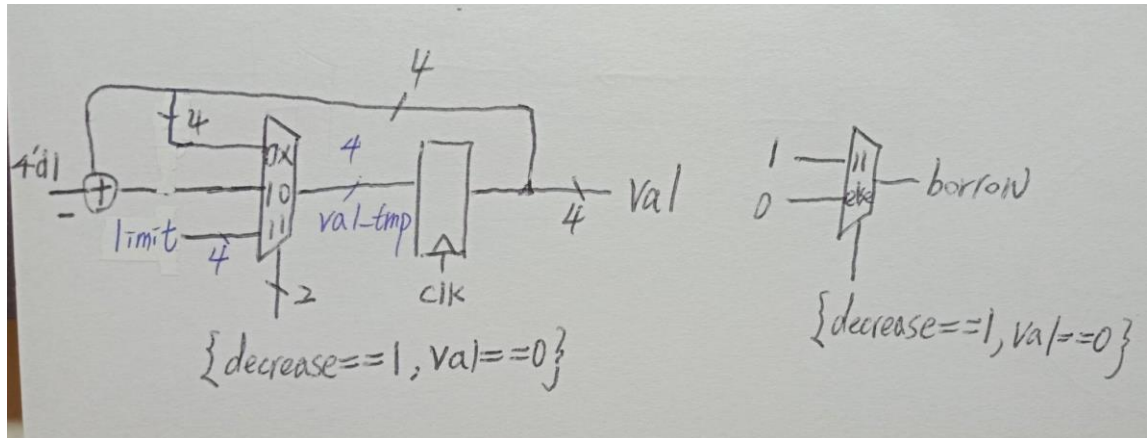 4
4
4'd1
-
+
0x
10
11
4
val_tmp
limit
4
2
clk
4
val
{decrease==1, val==0}
1
0
11
else
borrow
{decrease==1, val==0}